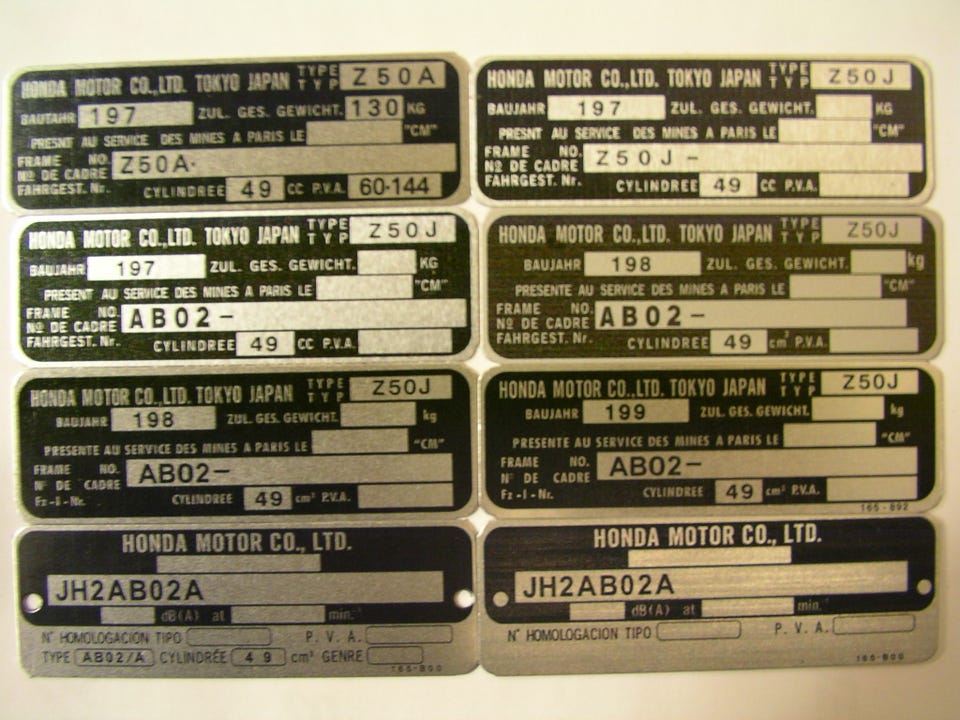 HONDA MOTOR CO.,LTD. TOKYO JAPAN TYPE TYP Z50A
BAUTAHR 197 ZUL. GES. GEWICHT. 130 KG
PRESNT AU SERVICE DES MINES A PARIS LE "CM"
FRAME NO.
Nº DE CADRE Z50A·
FAHRGEST. Nr. CYLINDREE 49 CC P.V.A. 60·144
HONDA MOTOR CO.,LTD. TOKYO JAPAN TYPE TYP Z50J
BAUJAHR 197 ZUL. GES. GEWICHT. KG
PRESNT AU SERVICE DES MINES A PARIS LE "CM"
FRAME NO.
Nº DE CADRE Z50J-
FAHRGEST. Nr. CYLINDREE 49 CC P.V.A.
HONDA MOTOR CO.,LTD. TOKYO JAPAN TYPE TYP Z50J
BAUJAHR 197 ZUL. GES. GEWICHT. KG
PRESENT AU SERVICE DES MINES A PARIS LE "CM"
FRAME NO.
Nº DE CADRE AB02-
FAHRGEST. Nr. CYLINDREE 49 CC P.V.A.
HONDA MOTOR CO.,LTD. TOKYO JAPAN TYPE TYP Z50J
BAUJAHR 198 ZUL. GES. GEWICHT. kg
PRESENTE AU SERVICE DES MINES A PARIS LE "CM"
FRAME NO.
Nº DE CADRE AB02-
FAHRGEST. Nr. CYLINDREE 49 cm³ P.V.A.
HONDA MOTOR CO.,LTD. TOKYO JAPAN TYPE TYP Z50J
BAUJAHR 198 ZUL. GES. GEWICHT. kg
PRESENTE AU SERVICE DES MINES A PARIS LE "CM"
FRAME NO.
N° DE CADRE AB02-
Fz-I-Nr. CYLINDREE 49 cm³ P.V.A.
HONDA MOTOR CO.,LTD. TOKYO JAPAN TYPE TYP Z50J
BAUJAHR 199 ZUL. GES. GEWICHT. kg
PRESENTE AU SERVICE DES MINES A PARIS LE "CM"
FRAME NO.
N° DE CADRE AB02-
Fz-I-Nr. CYLINDREE 49 cm³ P.V.A.
165-892
HONDA MOTOR CO., LTD.
JH2AB02A
dB(A) at min.⁻¹
N° HOMOLOGACION TIPO P. V. A.
TYPE AB02/A CYLINDRÉE 49 cm³ GENRE
165-B00
HONDA MOTOR CO., LTD.
JH2AB02A
dB(A) at min.⁻¹
N° HOMOLOGACION TIPO P. V. A.
165-B00